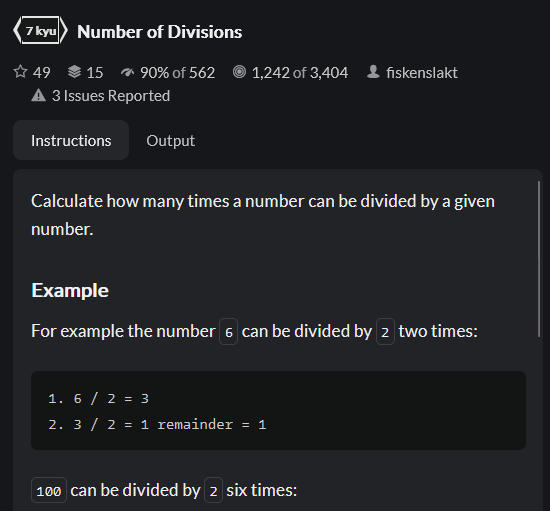 7 kyu Number of Divisions
49 15 90% of 562 1,242 of 3,404 fiskenslakt
3 Issues Reported
Instructions Output
Calculate how many times a number can be divided by a given
number.
Example
For example the number 6 can be divided by 2 two times:
1. 6 / 2 = 3
2. 3 / 2 = 1 remainder = 1
100 can be divided by 2 six times: